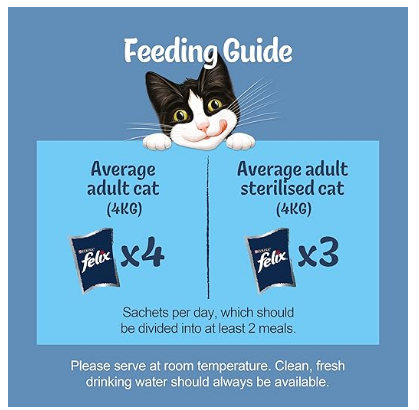 Feeding Guide
Average
adult cat
(4KG)
PURINA
felix
x4
Average adult
sterilised cat
(4KG)
PURINA
felix
x3
Sachets per day, which should
be divided into at least 2 meals.
Please serve at room temperature. Clean, fresh
drinking water should always be available.